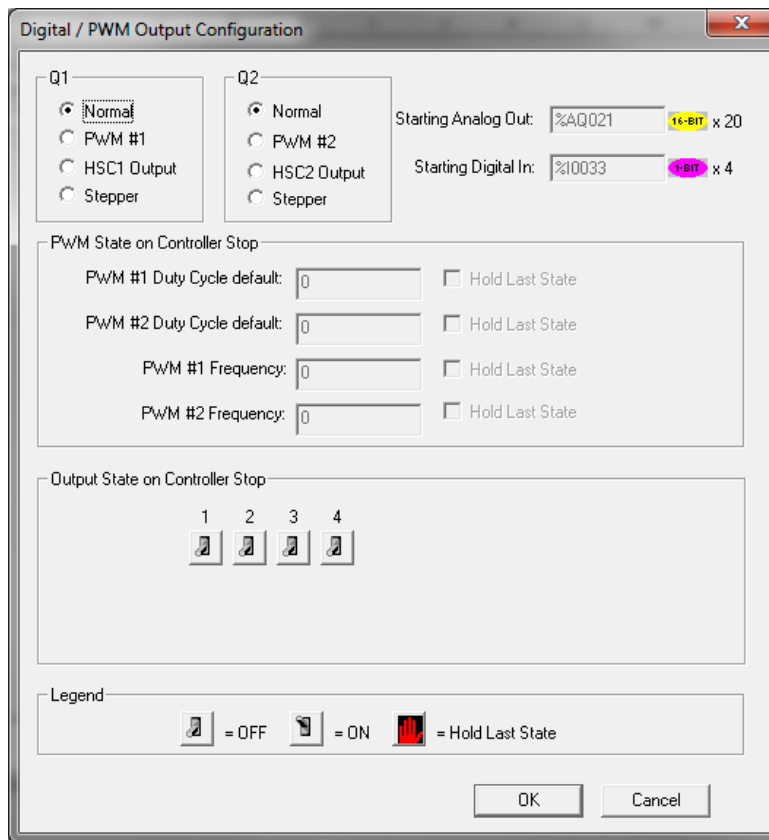 Digital / PWM Output Configuration
Q1
Normal
PWM #1
HSC1 Output
Stepper
Q2
Normal
PWM #2
HSC2 Output
Stepper
Starting Analog Out: %AQ021 16-BIT x 20
Starting Digital In: %I0033 1-BIT x 4
PWM State on Controller Stop
PWM #1 Duty Cycle default: 0 Hold Last State
PWM #2 Duty Cycle default: 0 Hold Last State
PWM #1 Frequency: 0 Hold Last State
PWM #2 Frequency: 0 Hold Last State
Output State on Controller Stop
1 2 3 4
Legend
= OFF = ON = Hold Last State
OK Cancel